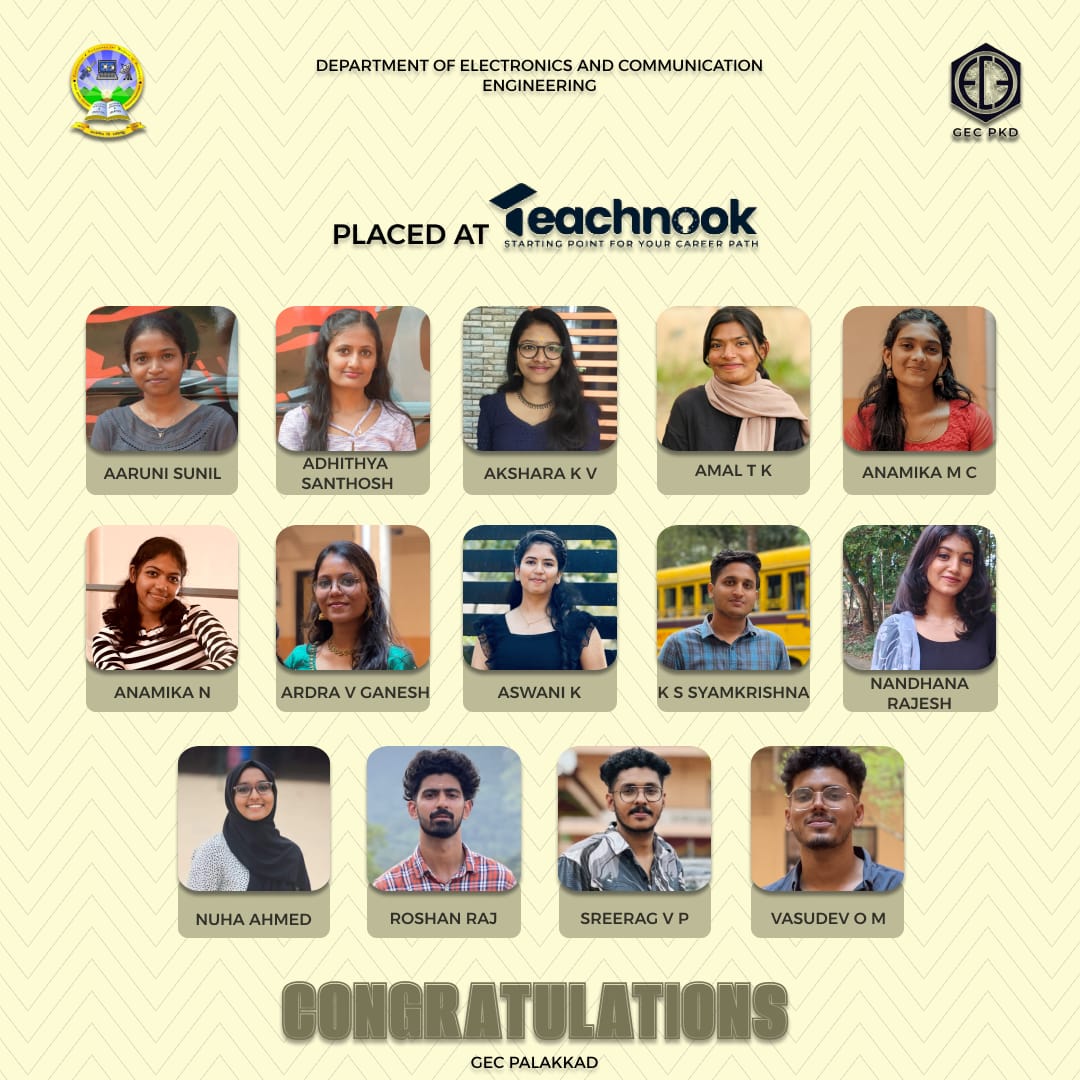 DEPARTMENT OF ELECTRONICS AND COMMUNICATION
ENGINEERING
GEC PKD
PLACED AT Teachnook
STARTING POINT FOR YOUR CAREER PATH
AARUNI SUNIL
ADHITHYA
SANTHOSH
AKSHARA K V
AMAL T K
ANAMIKA M C
ANAMIKA N
ARDRA V GANESH
ASWANI K
K S SYAMKRISHNA
NANDHANA
RAJESH
NUHA AHMED
ROSHAN RAJ
SREERAG V P
VASUDEV O M
CONGRATULATIONS
GEC PALAKKAD